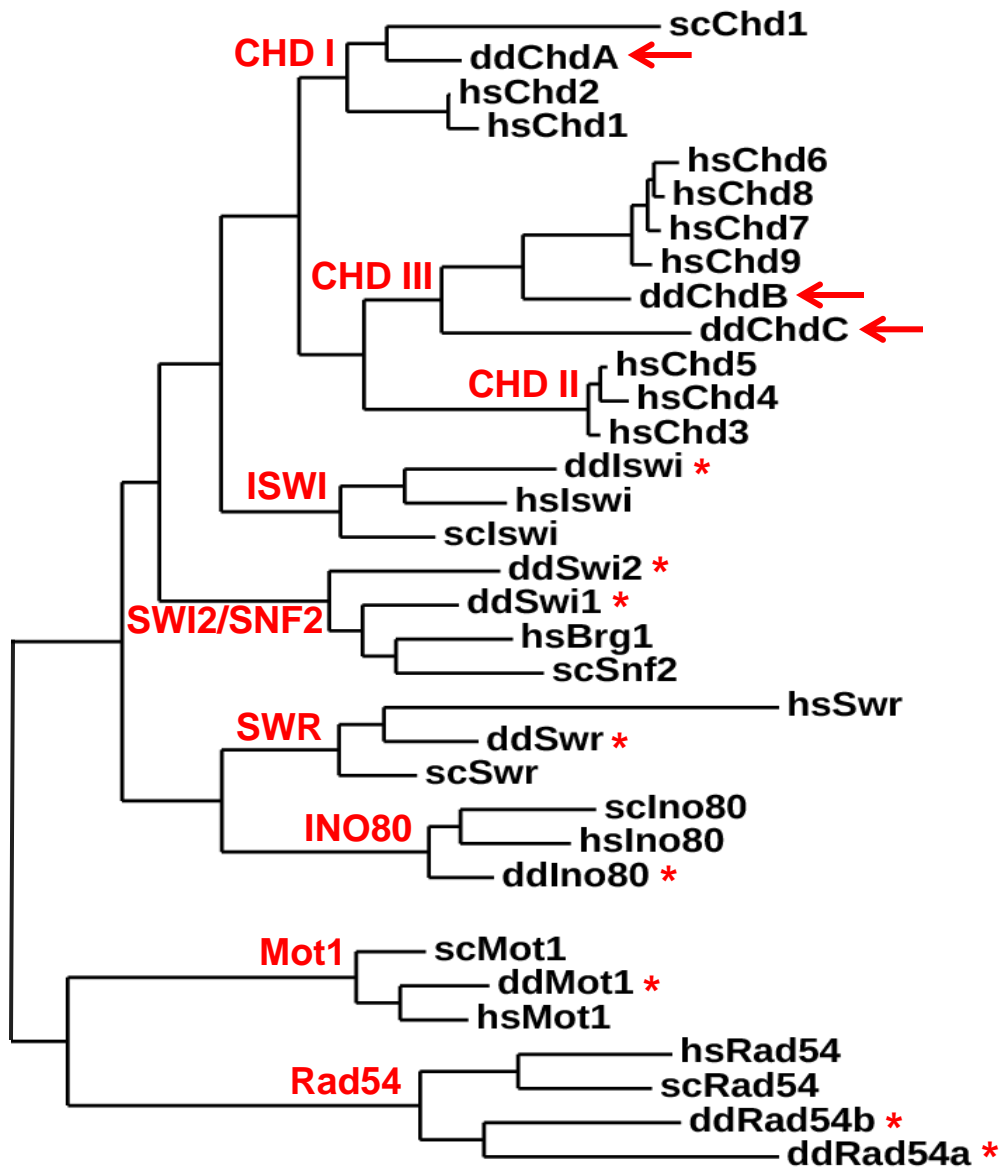 scChd1
CHD I
ddChdA
hsChd2
hsChd1
hsChd6
hsChd8
hsChd7
hsChd9
CHD III
ddChdB
ddChdC
hsChd5
CHD II
hsChd4
hsChd3
ddIswi *
ISWI
hsIswi
scIswi
ddSwi2 *
ddSwi1 *
SWI2/SNF2
hsBrg1
scSnf2
hsSwr
SWR
ddSwr *
scSwr
scIno80
INO80
hsIno80
ddIno80 *
scMot1
Mot1
ddMot1 *
hsMot1
hsRad54
Rad54
scRad54
ddRad54b *
ddRad54a *